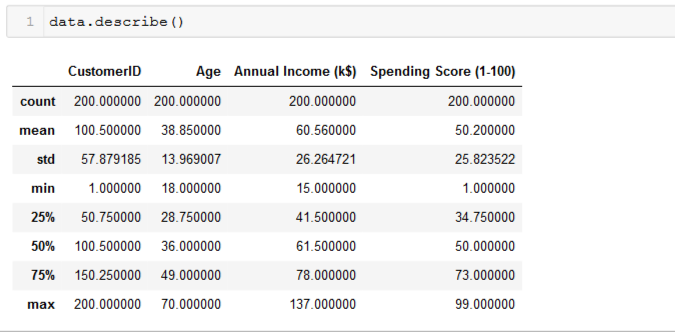 1 data.describe()
CustomerID Age Annual Income (k$) Spending Score (1-100)
count 200.000000 200.000000 200.000000 200.000000
mean 100.500000 38.850000 60.560000 50.200000
std 57.879185 13.969007 26.264721 25.823522
min 1.000000 18.000000 15.000000 1.000000
25% 50.750000 28.750000 41.500000 34.750000
50% 100.500000 36.000000 61.500000 50.000000
75% 150.250000 49.000000 78.000000 73.000000
max 200.000000 70.000000 137.000000 99.000000